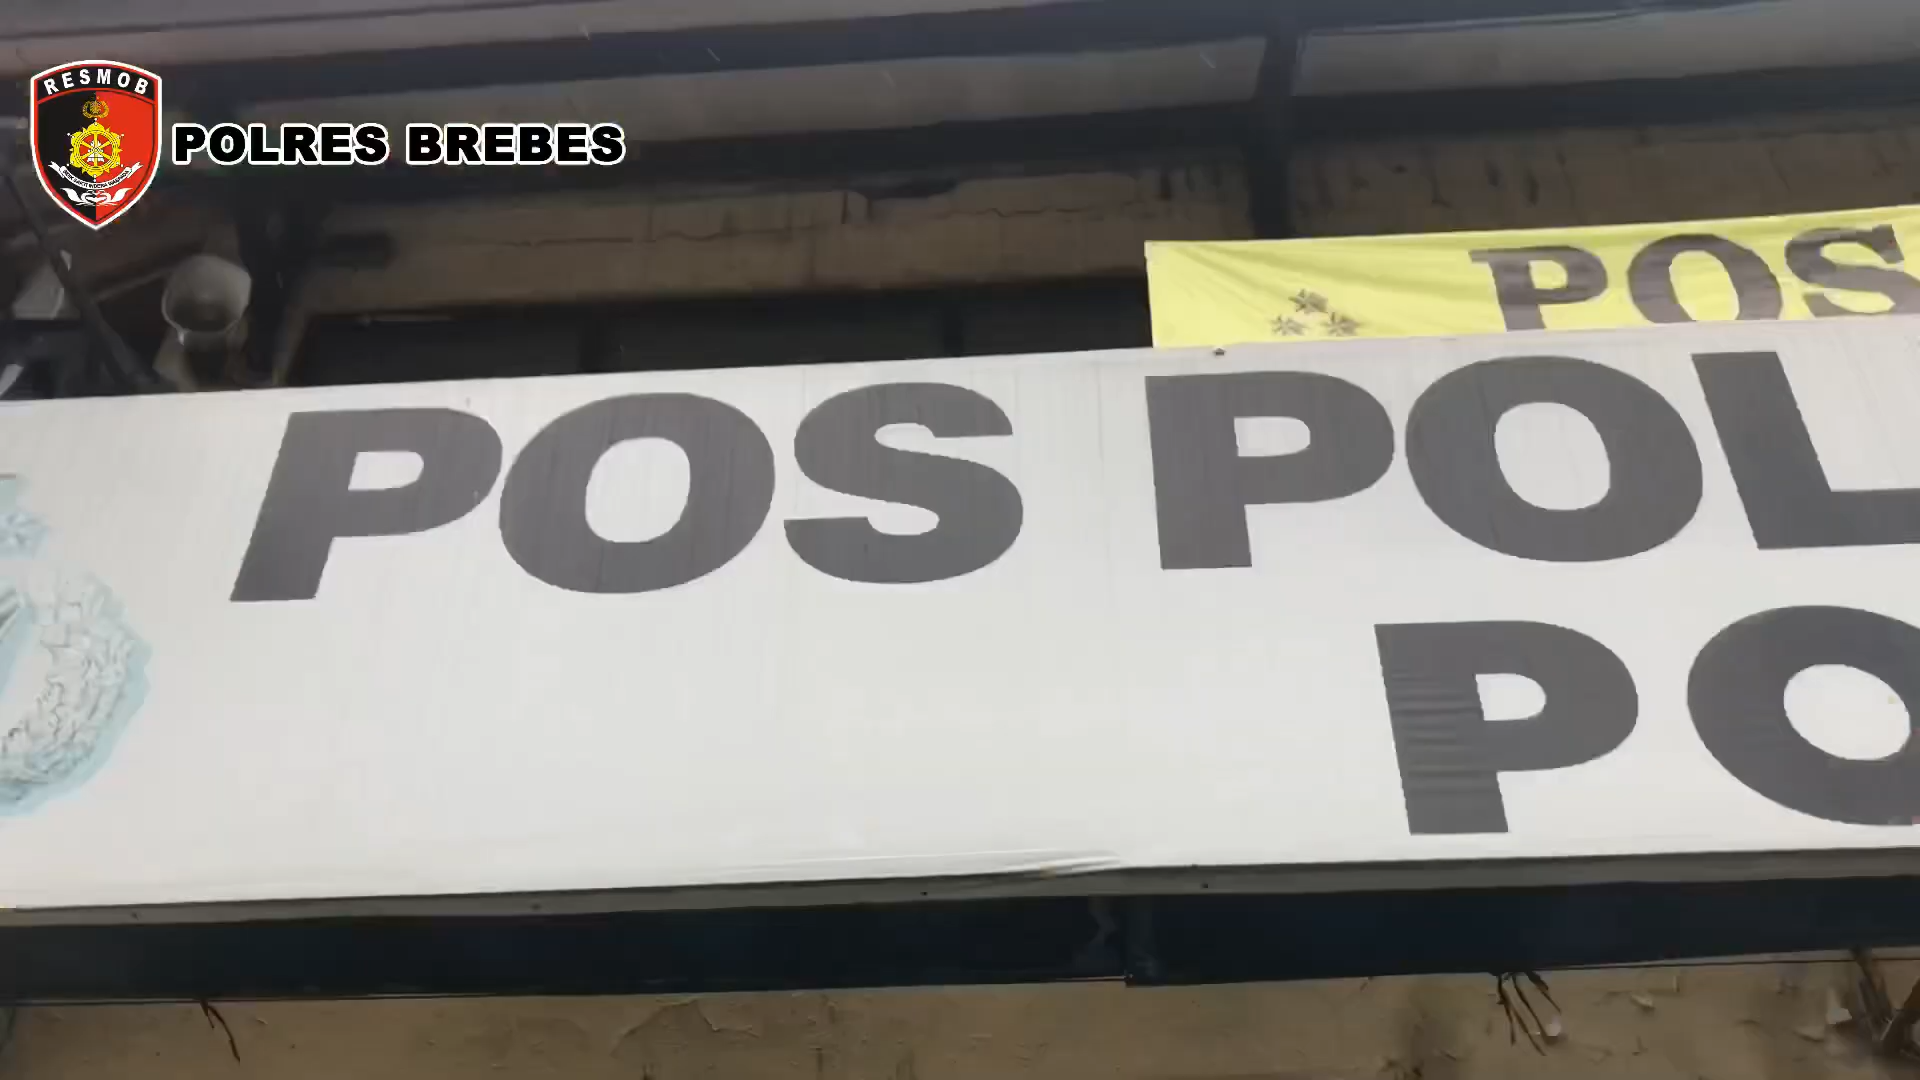 RESMOB
POLRES BREBES
POS
POS POL
PO